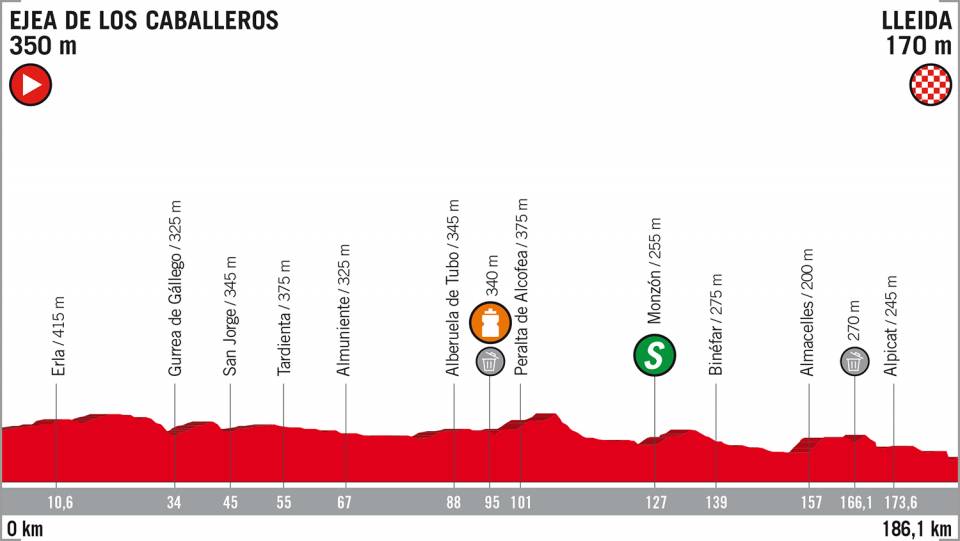 EJEA DE LOS CABALLEROS
350 m
LLEIDA
170 m
Erla / 415 m
Gurrea de Gállego / 325 m
San Jorge / 345 m
Tardienta / 375 m
Almuniente / 325 m
Alberuela de Tubo / 345 m
340 m
Peralta de Alcofea / 375 m
Monzón / 255 m
S
Binéfar / 275 m
Almacelles / 200 m
270 m
Alpicat / 245 m
10,6 34 45 55 67 88 95 101 127 139 157 166,1 173,6
0 km 186,1 km